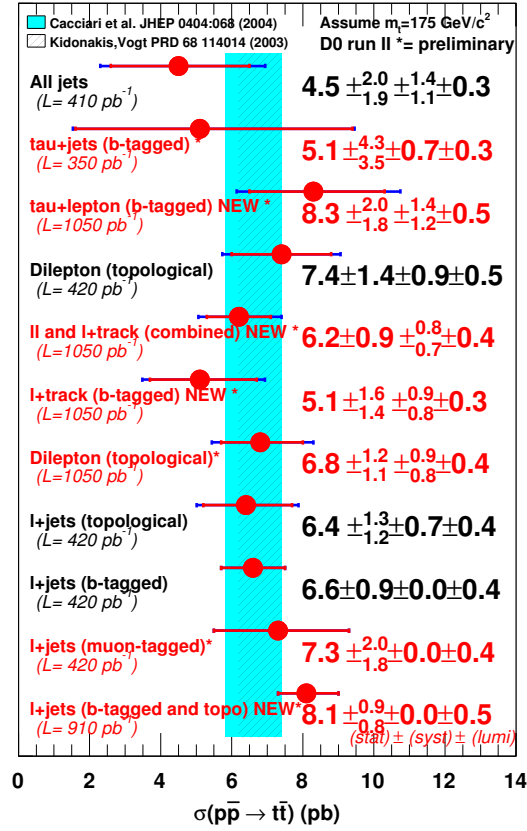 Cacciari et al. JHEP 0404:068 (2004)
Assume mt=175 GeV/c²
Kidonakis,Vogt PRD 68 114014 (2003)
D0 run II *= preliminary
All jets
(L= 410 pb⁻¹)
4.5 ±2.0 1.9 ±1.4 1.1 ±0.3
tau+jets (b-tagged) *
(L= 350 pb⁻¹)
5.1 ±4.3 3.5 ±0.7±0.3
tau+lepton (b-tagged) NEW *
(L=1050 pb⁻¹)
8.3 ±2.0 1.8 ±1.4 1.2 ±0.5
Dilepton (topological)
(L= 420 pb⁻¹)
7.4±1.4±0.9±0.5
ll and l+track (combined) NEW *
(L=1050 pb⁻¹)
6.2±0.9 ±0.8 0.7 ±0.4
l+track (b-tagged) NEW *
(L=1050 pb⁻¹)
5.1 ±1.6 1.4 ±0.9 0.8 ±0.3
Dilepton (topological)*
(L=1050 pb⁻¹)
6.8 ±1.2 1.1 ±0.9 0.8 ±0.4
l+jets (topological)
(L= 420 pb⁻¹)
6.4 ±1.3 1.2 ±0.7±0.4
l+jets (b-tagged)
(L= 420 pb⁻¹)
6.6±0.9±0.0±0.4
l+jets (muon-tagged)*
(L= 420 pb⁻¹)
7.3 ±2.0 1.8 ±0.0±0.4
l+jets (b-tagged and topo) NEW*
(L= 910 pb⁻¹)
8.1 ±0.9 0.8 ±0.0±0.5
(stat) ± (syst) ± (lumi)
0 2 4 6 8 10 12 14
σ(pp̅ → tt̅) (pb)